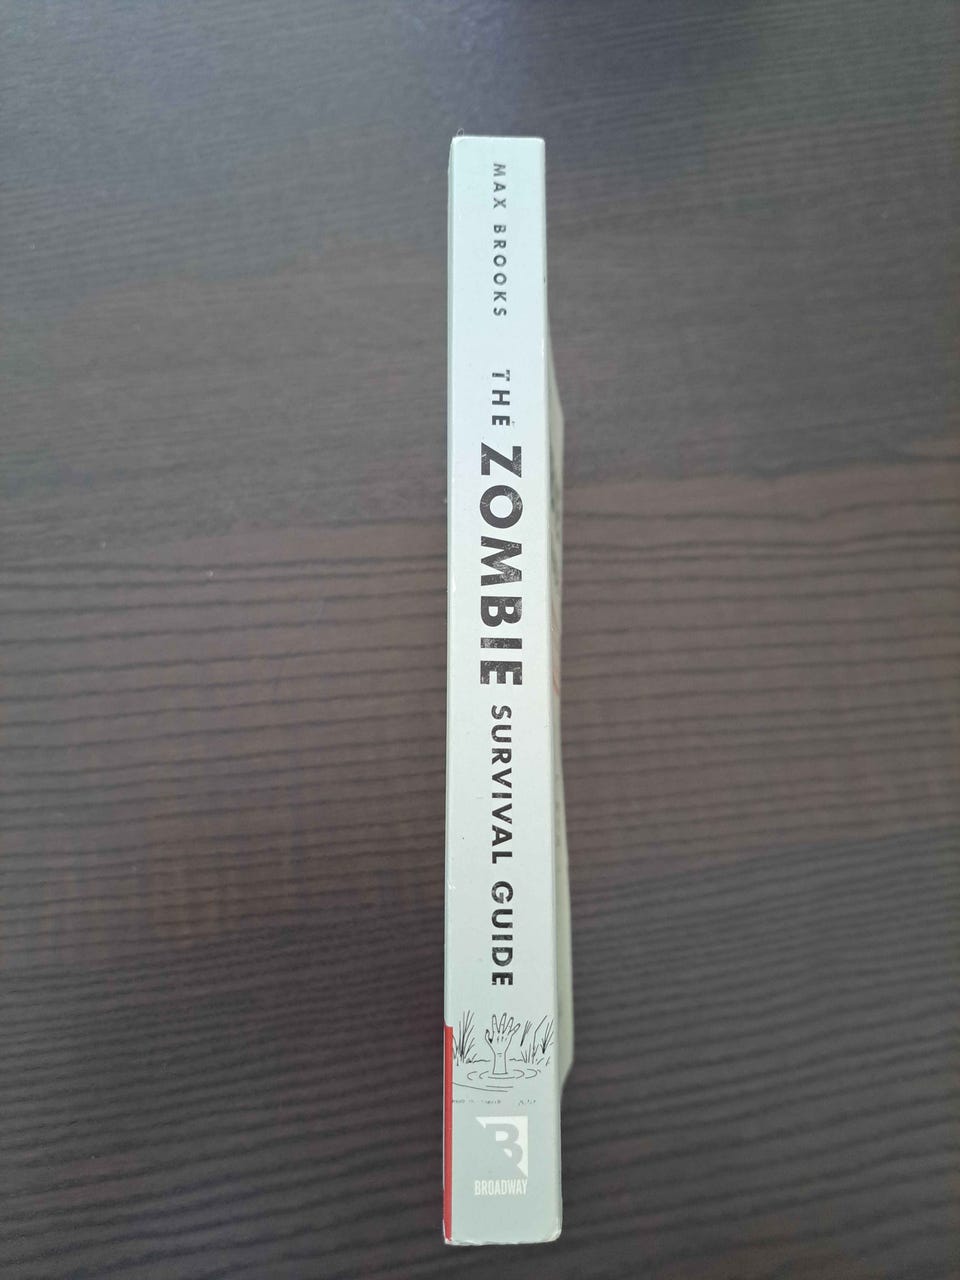 MAX BROOKS
THE ZOMBIE SURVIVAL GUIDE
B
BROADWAY